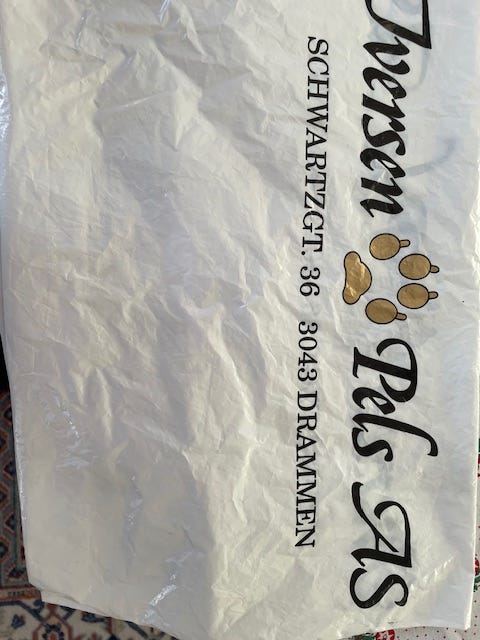 Iversen Pels AS
SCHWARTZGT. 36 3043 DRAMMEN